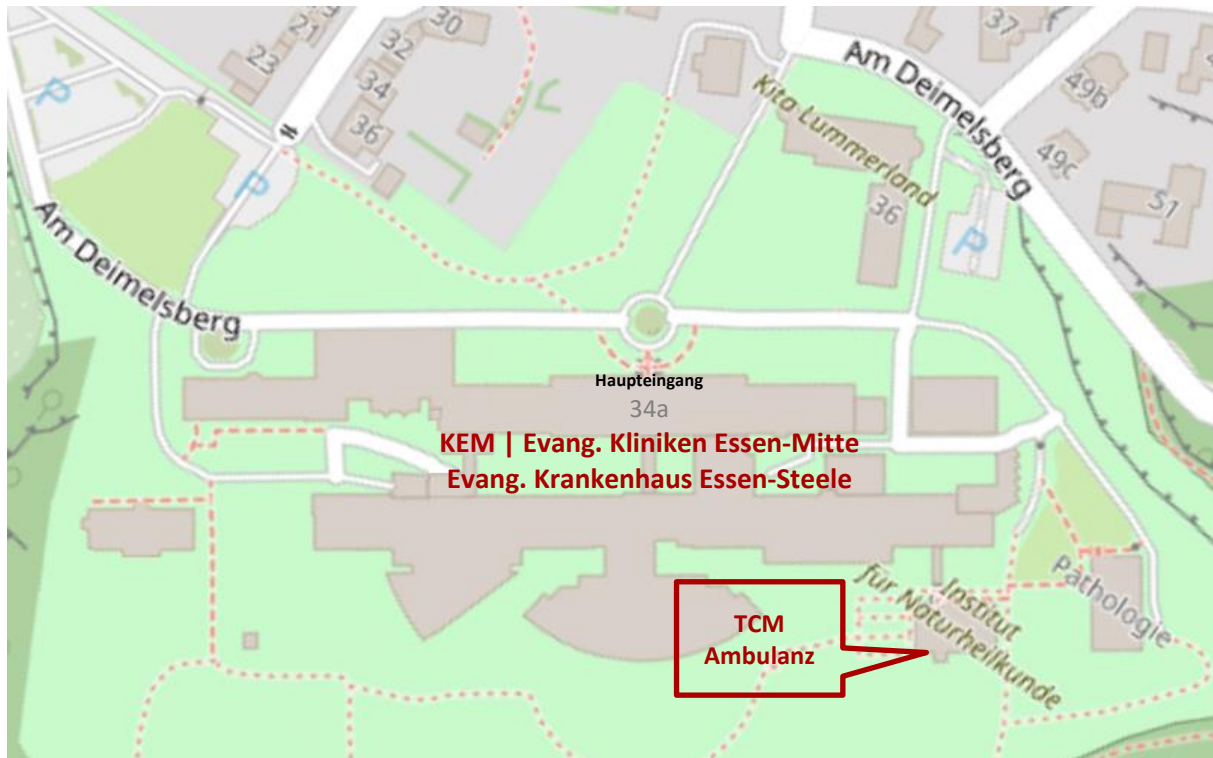 30
21
32
23
34
36
P
P
37
Am Deimelsberg
49b
Kita Lummerland
49c
36
51
P
Am Deimelsberg
Haupteingang
34a
KEM | Evang. Kliniken Essen-Mitte
Evang. Krankenhaus Essen-Steele
Institut
für Naturheilkunde
Pathologie
TCM
Ambulanz